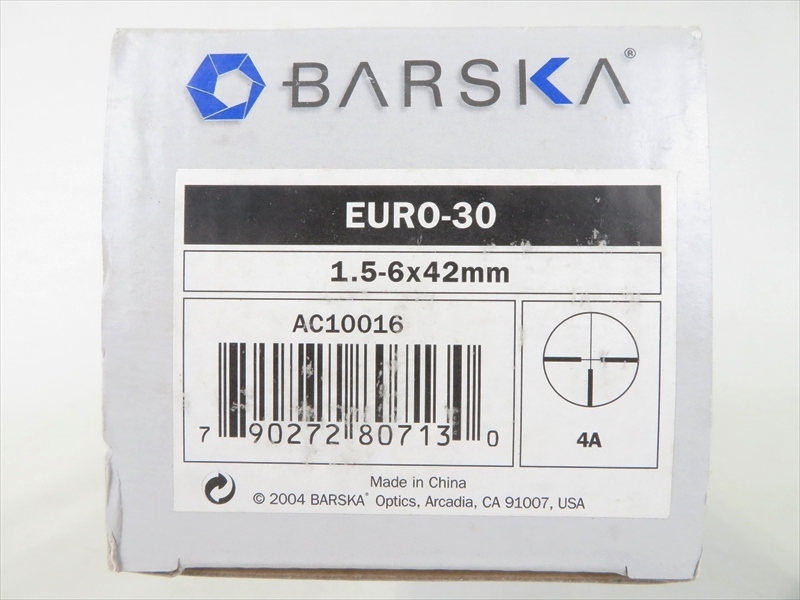 BARSKA®
EURO-30
1.5-6x42mm
AC10016
7 90272 80713 0
4A
Made in China
© 2004 BARSKA® Optics, Arcadia, CA 91007, USA